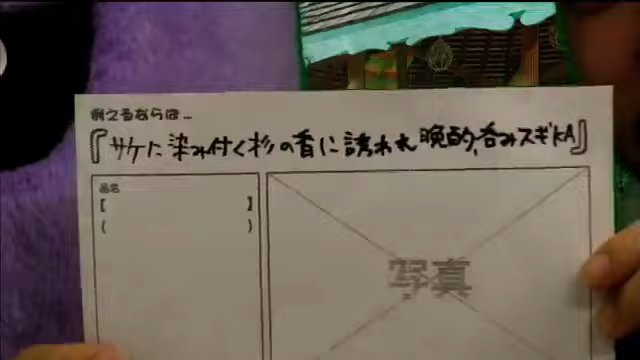 例えるならば…
『サケに染み付く杉の香に誘われ晩酌、呑みスギKA』
品名
【 】
( )
写真